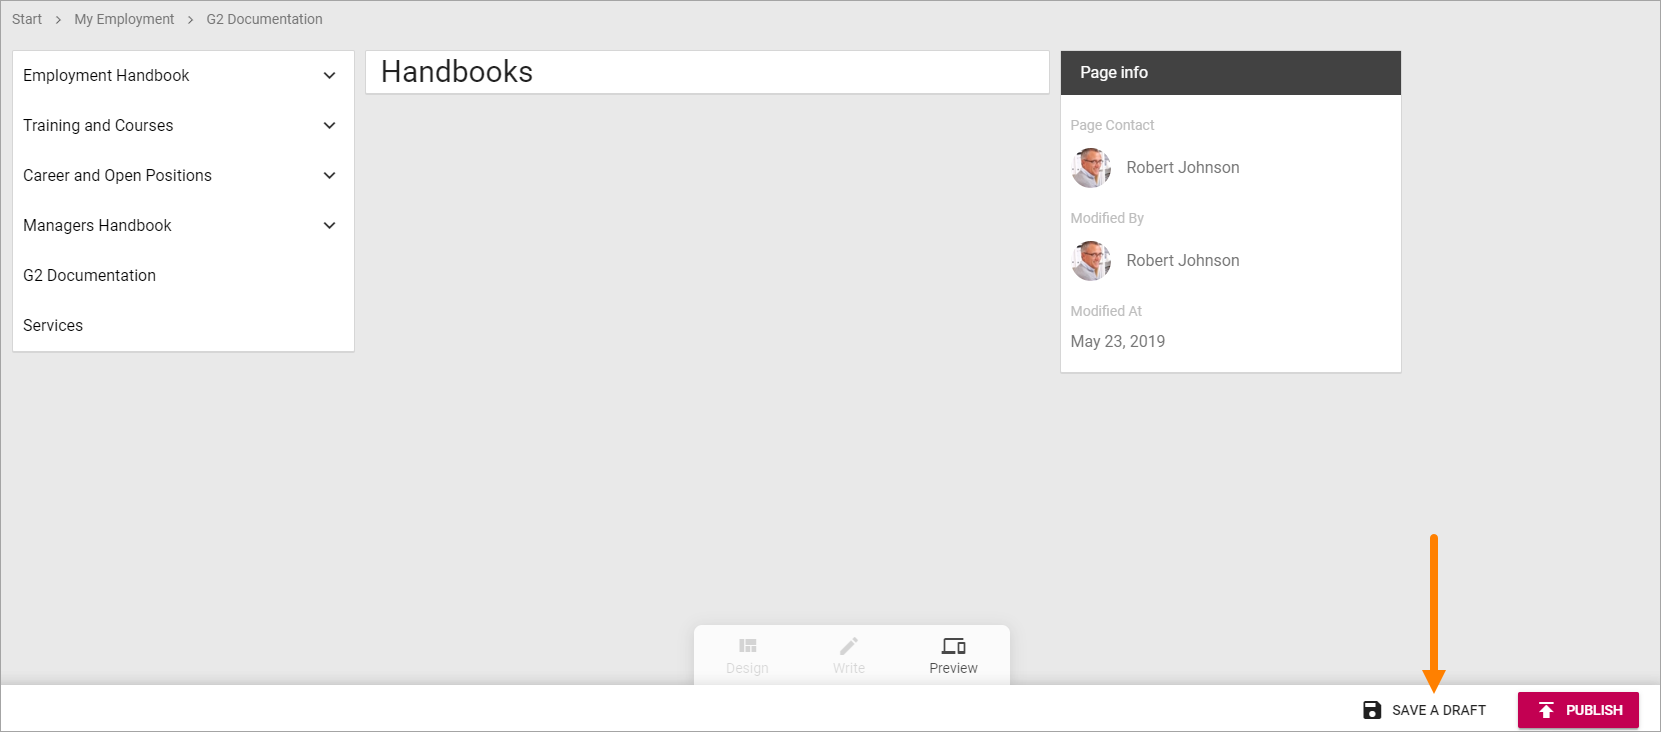 Start > My Employment > G2 Documentation
Employment Handbook
Training and Courses
Career and Open Positions
Managers Handbook
G2 Documentation
Services
Handbooks
Page info
Page Contact
Robert Johnson
Modified By
Robert Johnson
Modified At
May 23, 2019
Design Write Preview
SAVE A DRAFT PUBLISH